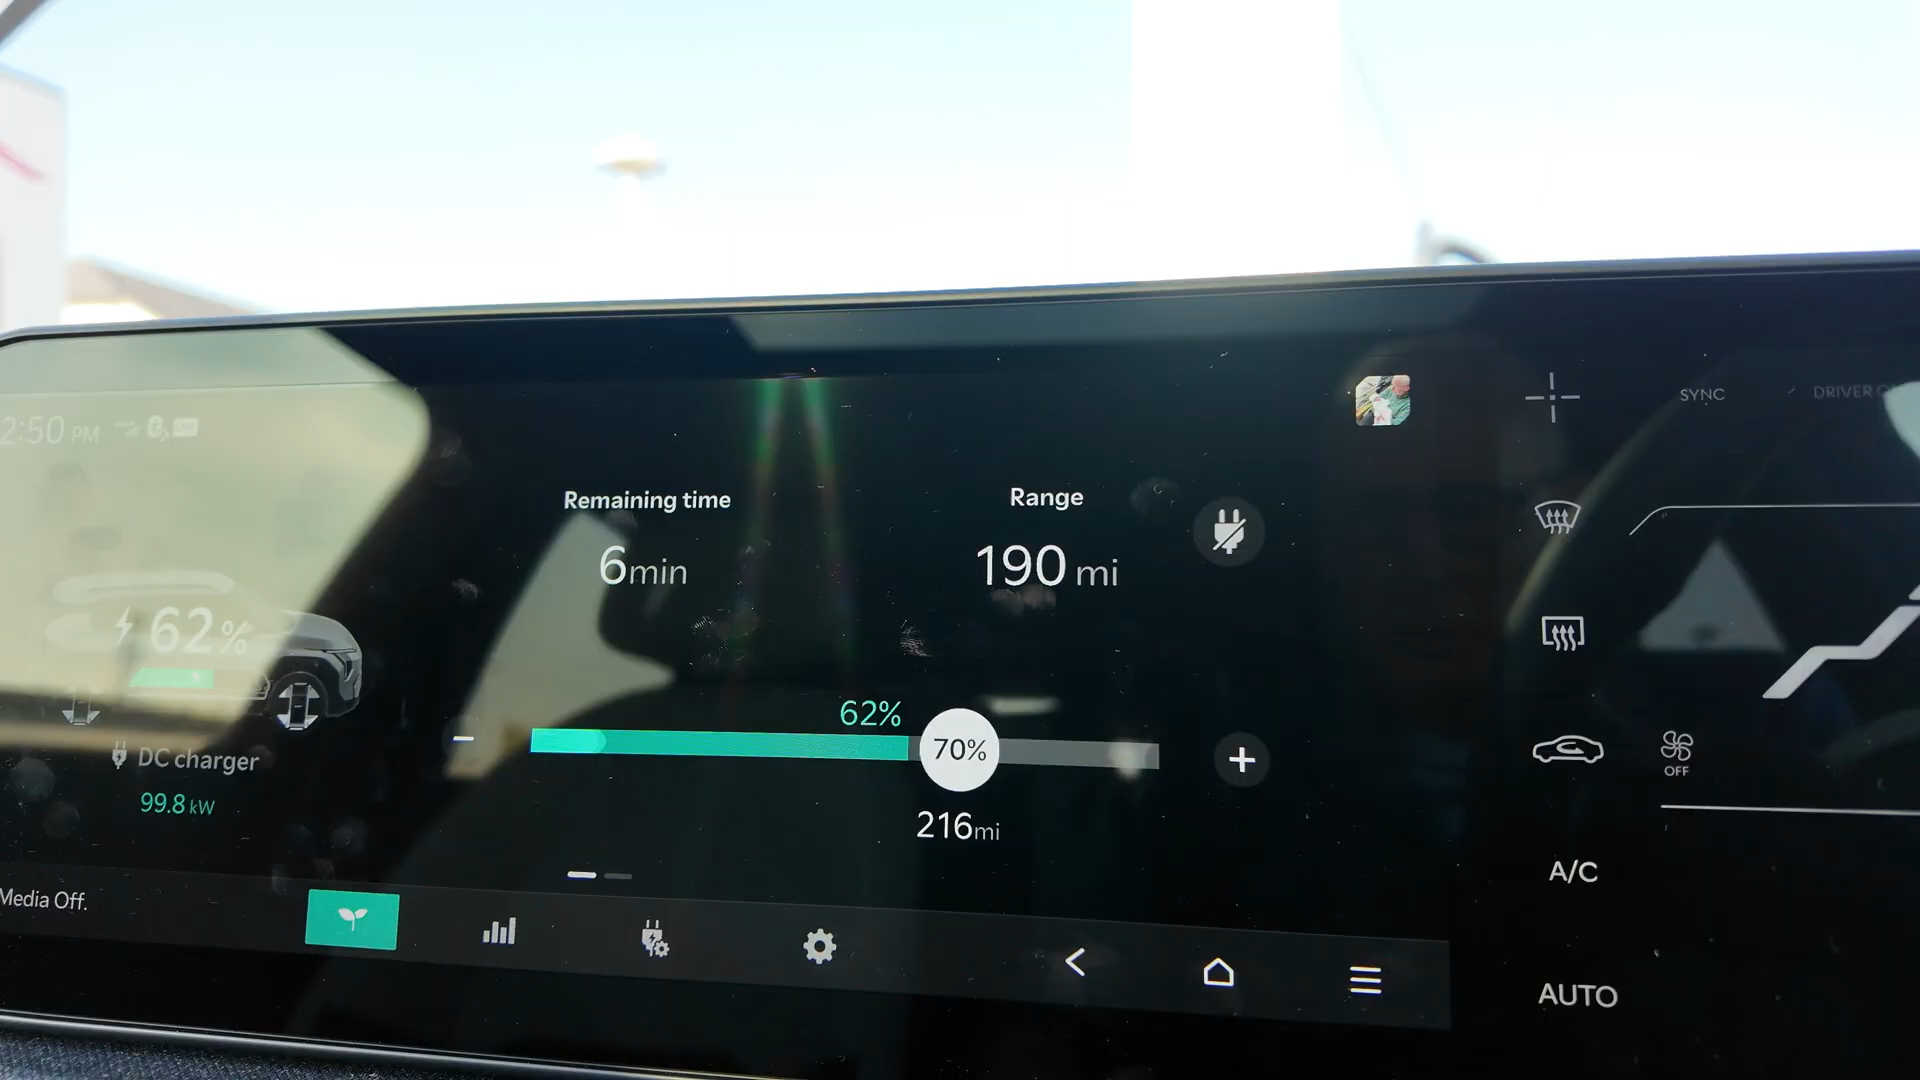 2:50 PM
SYNC
Remaining time
Range
6min
190 mi
62%
62%
70%
DC charger
99.8 kW
216mi
OFF
A/C
Media Off.
AUTO